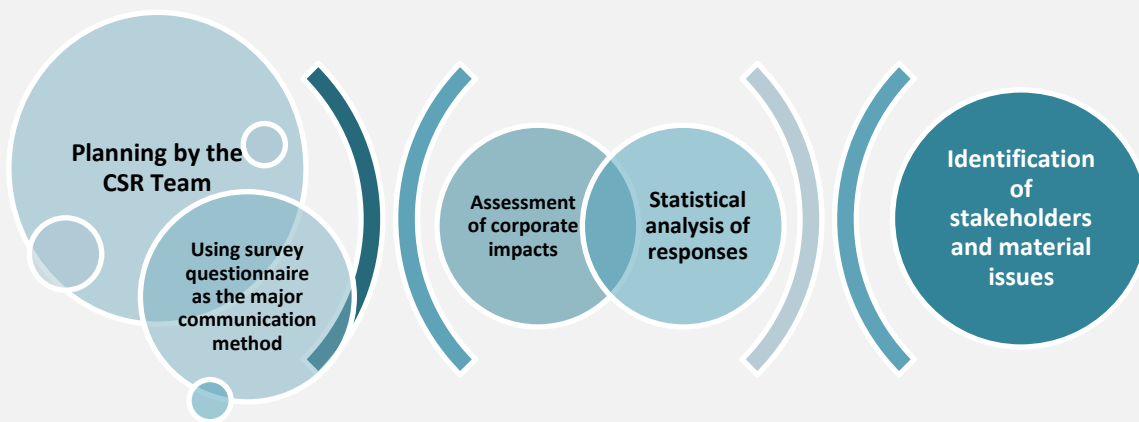 Planning by the
CSR Team
Using survey
questionnaire
as the major
communication
method
Assessment
of corporate
impacts
Statistical
analysis of
responses
Identification
of
stakeholders
and material
issues